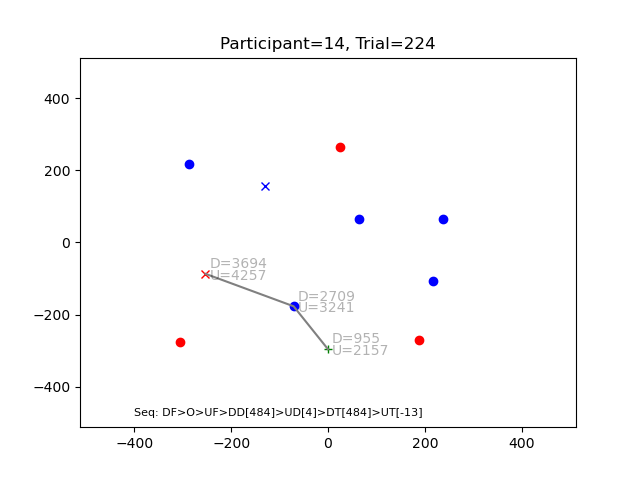 Participant=14, Trial=224
400
200
0
−200
−400
D=3694
U=4257
D=2709
U=3241
D=955
U=2157
Seq: DF>O>UF>DD[484]>UD[4]>DT[484]>UT[-13]
−400 −200 0 200 400